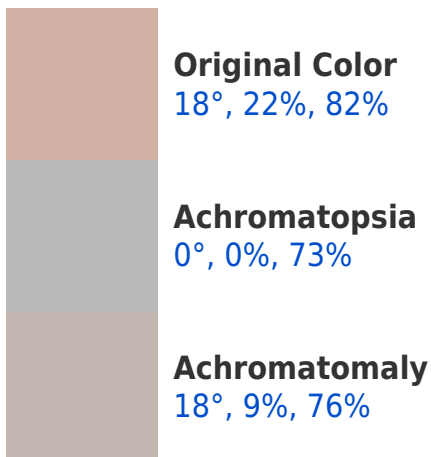 Original Color
18°, 22%, 82%
Achromatopsia
0°, 0%, 73%
Achromatomaly
18°, 9%, 76%